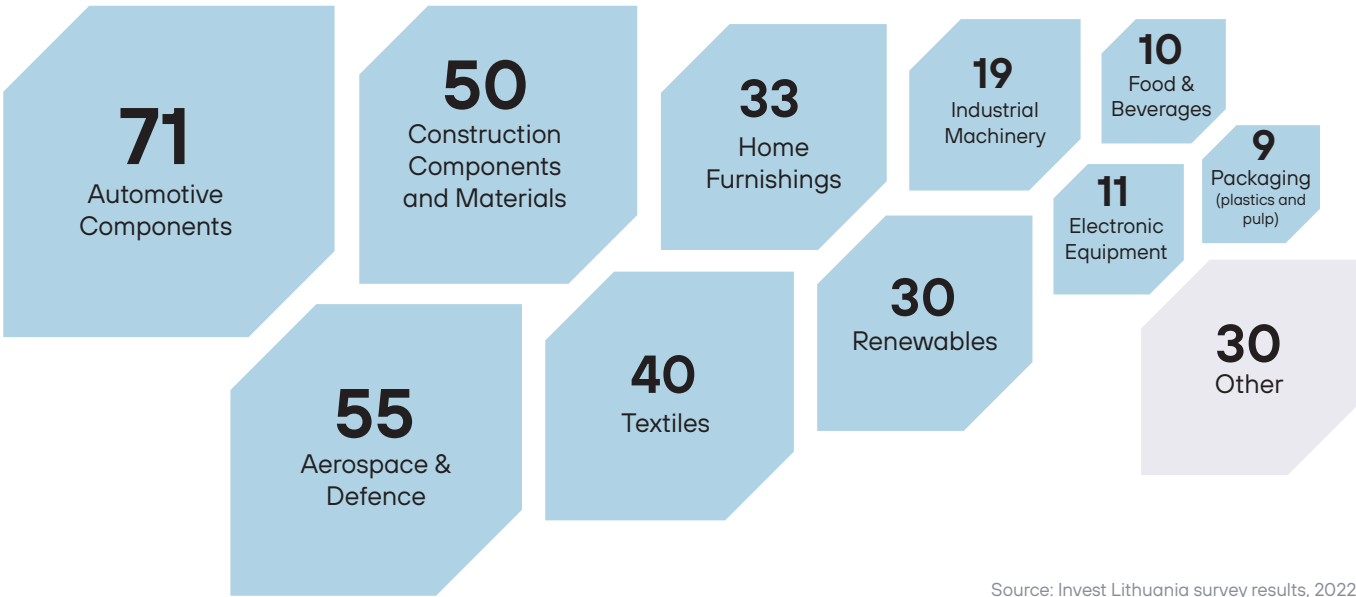 71
Automotive
Components
50
Construction
Components
and Materials
33
Home
Furnishings
19
Industrial
Machinery
10
Food &
Beverages
9
Packaging
(plastics and
pulp)
11
Electronic
Equipment
55
Aerospace &
Defence
40
Textiles
30
Renewables
30
Other
Source: Invest Lithuania survey results, 2022